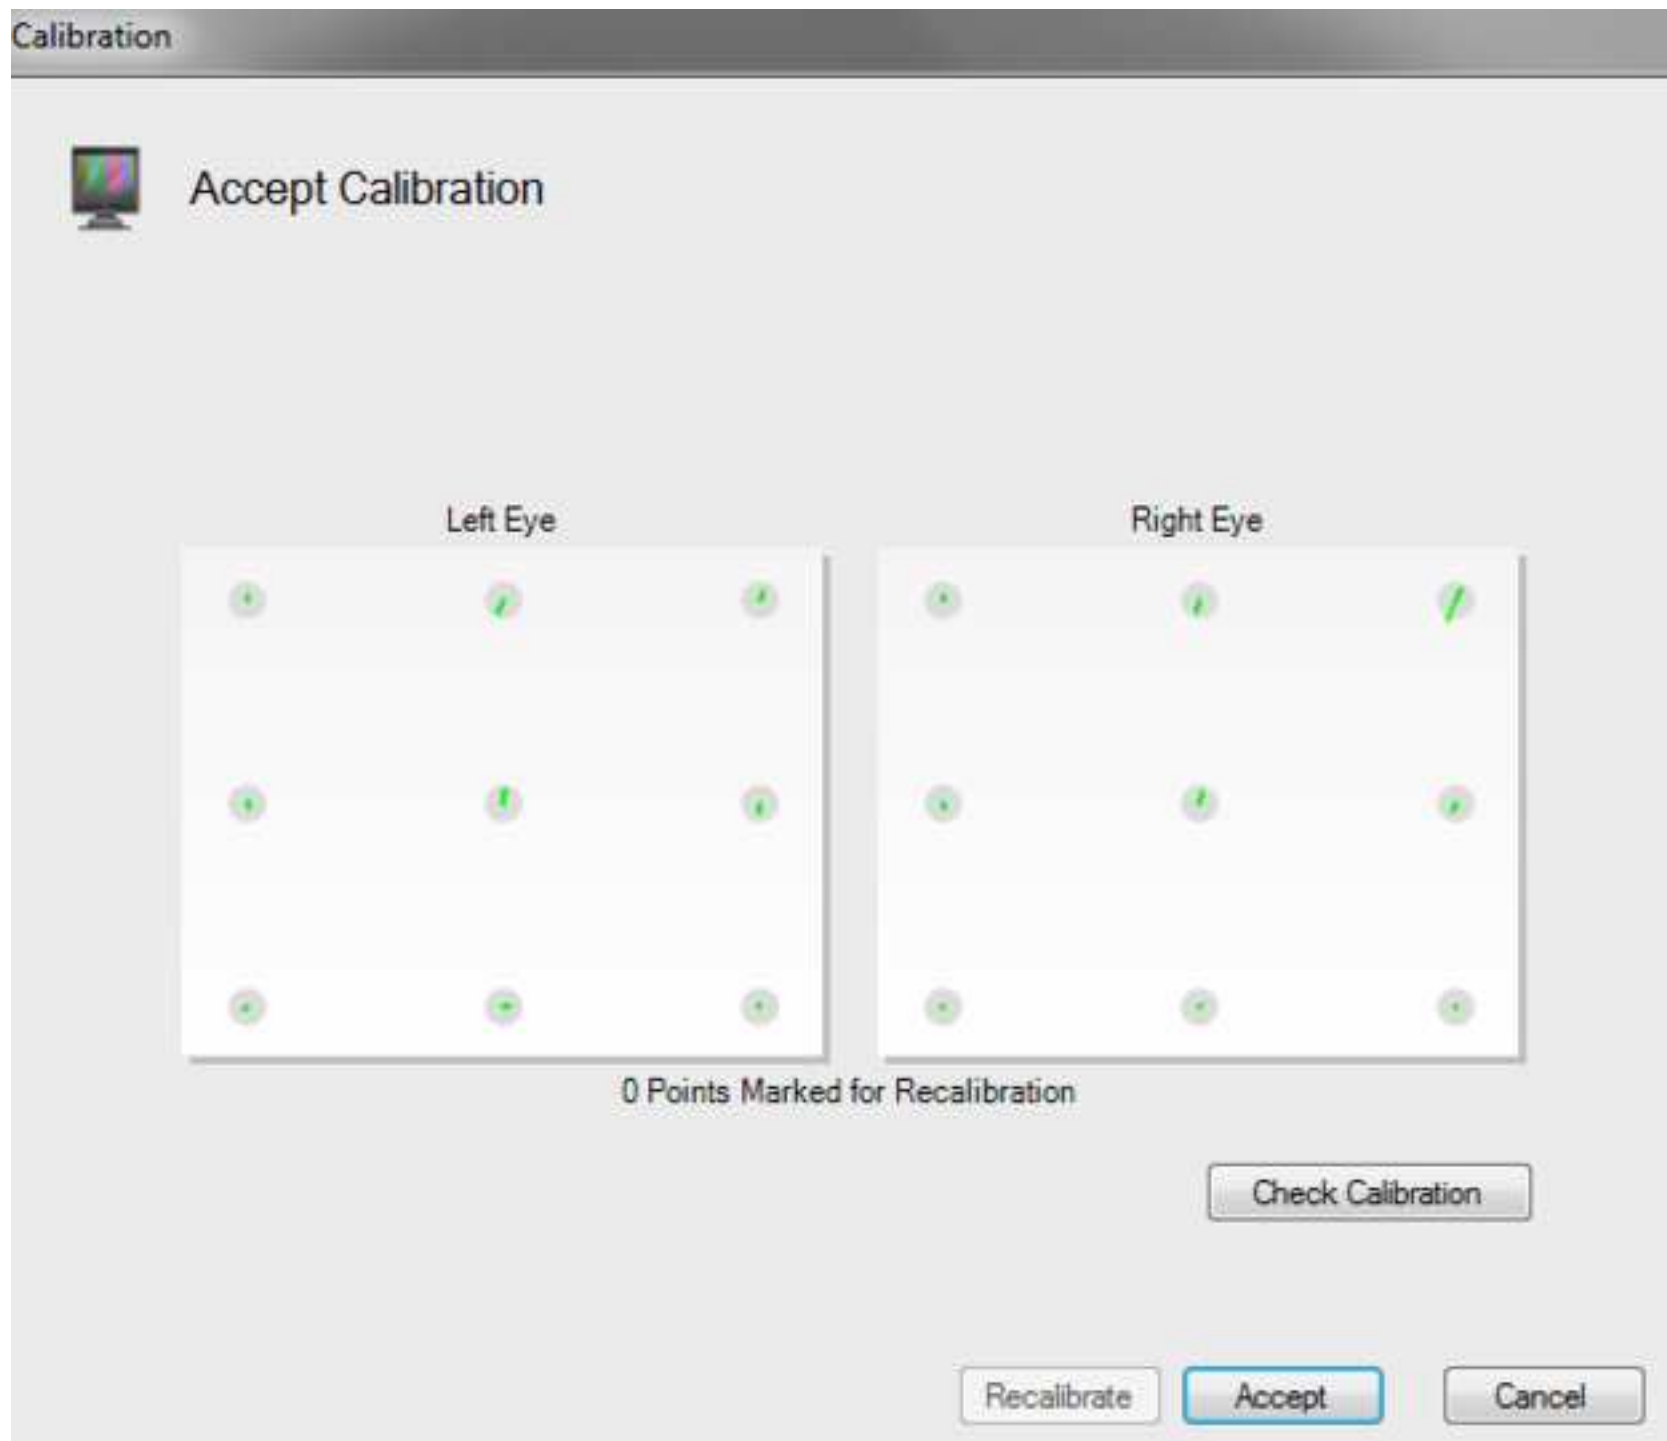 Calibration
Accept Calibration
Left Eye
Right Eye
0 Points Marked for Recalibration
Check Calibration
Recalibrate
Accept
Cancel